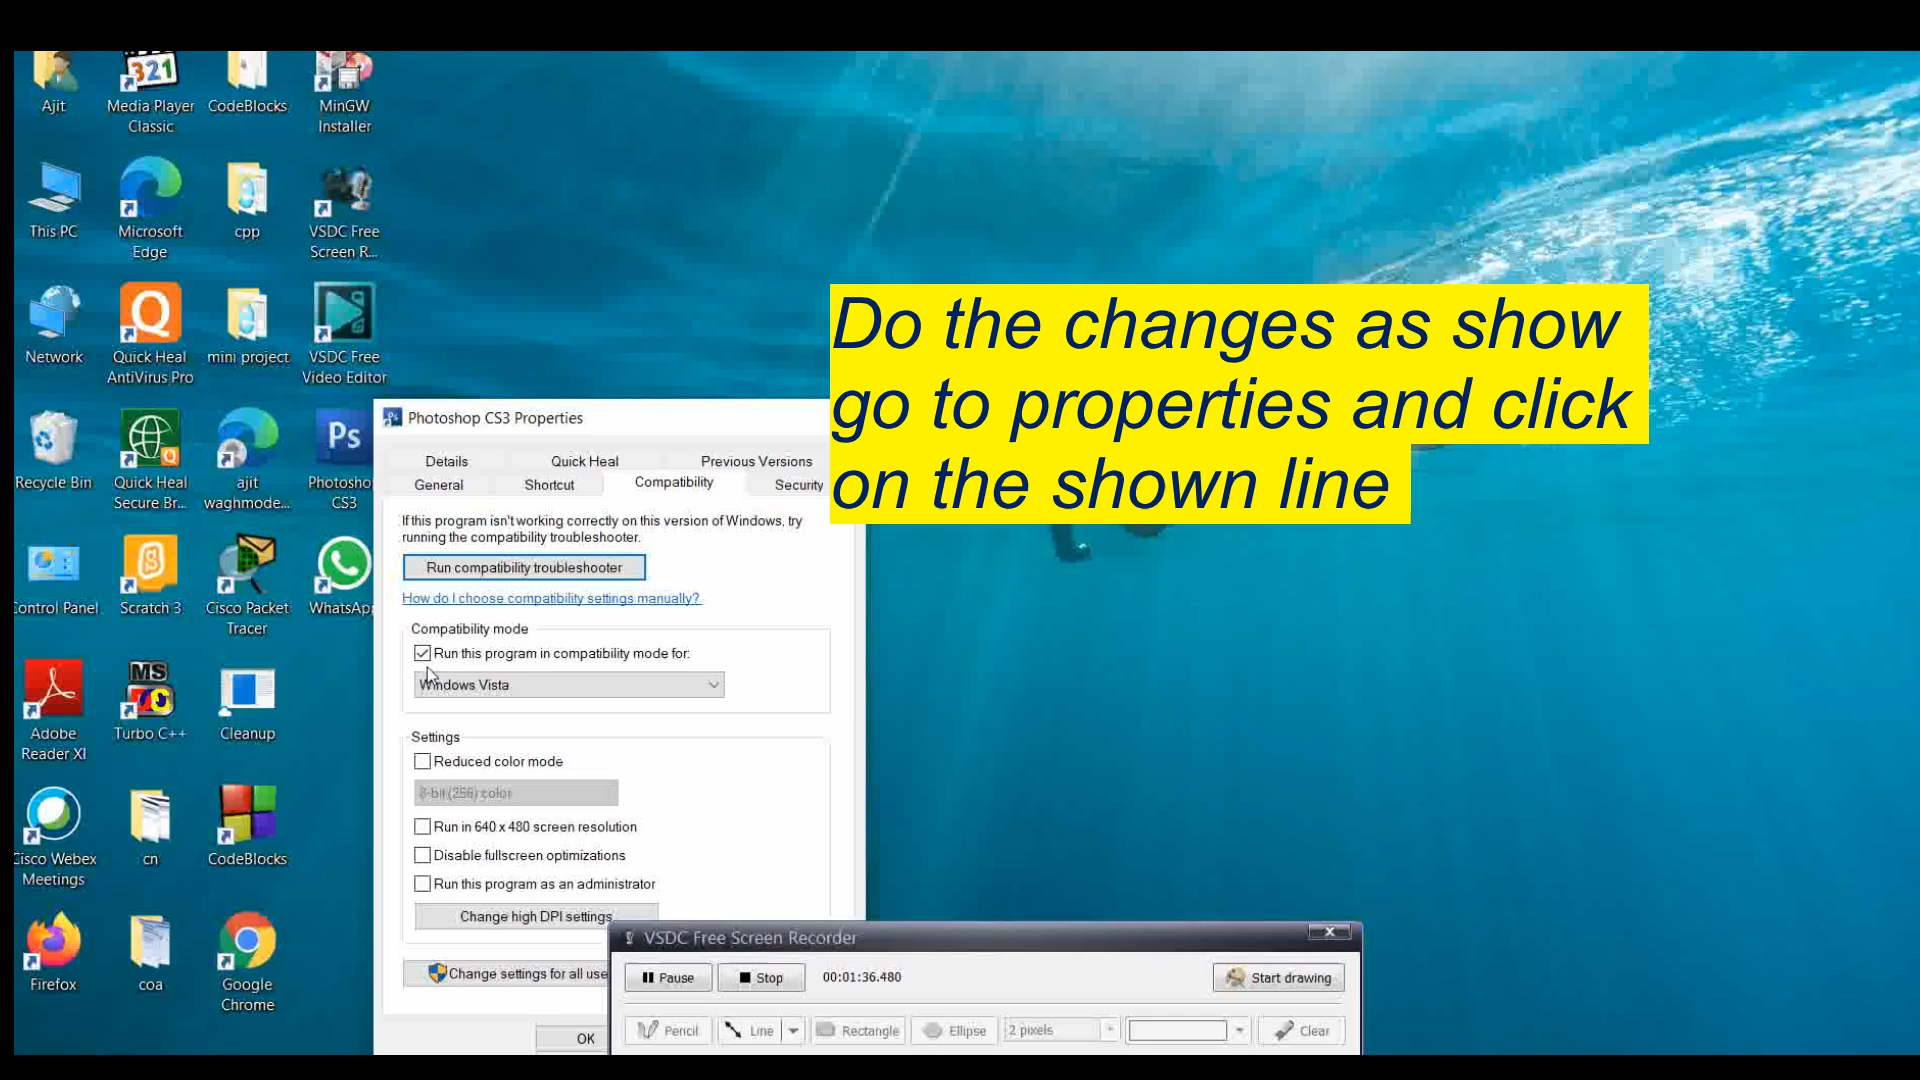 Ajit
Media Player
Classic
CodeBlocks
MinGW
Installer
This PC
Microsoft
Edge
cpp
VSDC Free
Screen R...
Network
Quick Heal
AntiVirus Pro
mini project
VSDC Free
Video Editor
Do the changes as show
go to properties and click
on the shown line
Recycle Bin
Quick Heal
Secure Br...
ajit
waghmode...
Ps
Photosho
CS3
Photoshop CS3 Properties
Details
Quick Heal
Previous Versions
General
Shortcut
Compatibility
Security
If this program isn't working correctly on this version of Windows, try
running the compatibility troubleshooter.
Run compatibility troubleshooter
How do I choose compatibility settings manually?
Compatibility mode
Run this program in compatibility mode for:
Windows Vista
Settings
Reduced color mode
8-bit (256) color
Run in 640 x 480 screen resolution
Disable fullscreen optimizations
Run this program as an administrator
Change high DPI settings
Change settings for all use
OK
ontrol Panel
Scratch 3
Cisco Packet
Tracer
WhatsAp
Adobe
Reader XI
Turbo C++
Cleanup
isco Webex
Meetings
cn
CodeBlocks
Firefox
coa
Google
Chrome
VSDC Free Screen Recorder
Pause
Stop
00:01:36.480
Start drawing
Pencil
Line
Rectangle
Ellipse
2 pixels
Clear
321
MS